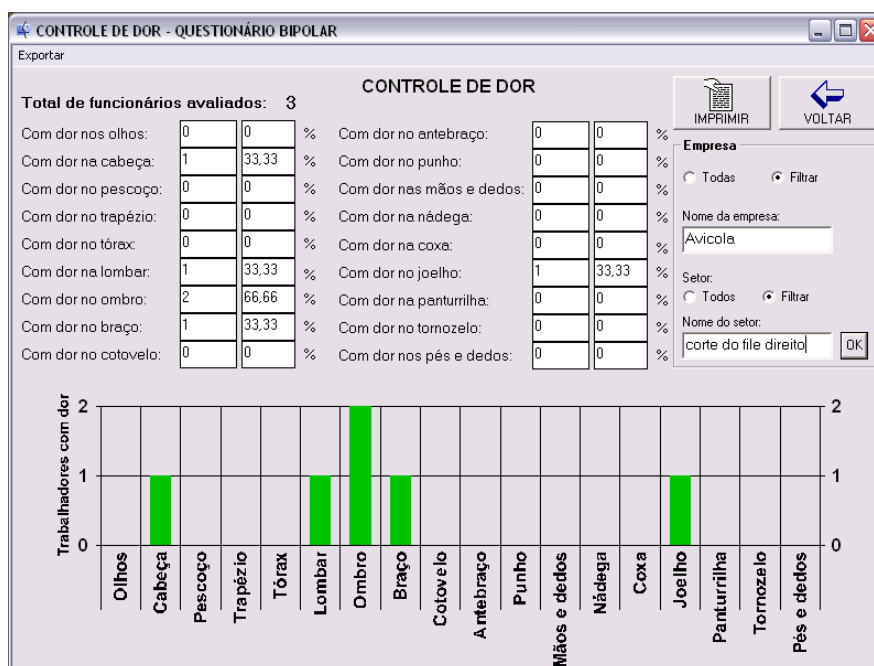 CONTROLE DE DOR - QUESTIONÁRIO BIPOLAR
Exportar
CONTROLE DE DOR
Total de funcionários avaliados: 3
Com dor nos olhos: 0 0 %
Com dor na cabeça: 1 33,33 %
Com dor no pescoço: 0 0 %
Com dor no trapézio: 0 0 %
Com dor no tórax: 0 0 %
Com dor na lombar: 1 33,33 %
Com dor no ombro: 2 66,66 %
Com dor no braço: 1 33,33 %
Com dor no cotovelo: 0 0 %
Com dor no antebraço: 0 0 %
Com dor no punho: 0 0 %
Com dor nas mãos e dedos: 0 0 %
Com dor na nádega: 0 0 %
Com dor na coxa: 0 0 %
Com dor no joelho: 1 33,33 %
Com dor na panturrilha: 0 0 %
Com dor no tornozelo: 0 0 %
Com dor nos pés e dedos: 0 0 %
IMPRIMIR
VOLTAR
Empresa
Todas Filtrar
Nome da empresa:
Avicola
Setor:
Todos Filtrar
Nome do setor:
corte do file direito OK
Trabalhadores com dor
2 2
1 1
0 0
Olhos
Cabeça
Pescoço
Trapézio
Tórax
Lombar
Ombro
Braço
Cotovelo
Antebraço
Punho
Mãos e dedos
Nádega
Coxa
Joelho
Panturrilha
Tornozelo
Pés e dedos